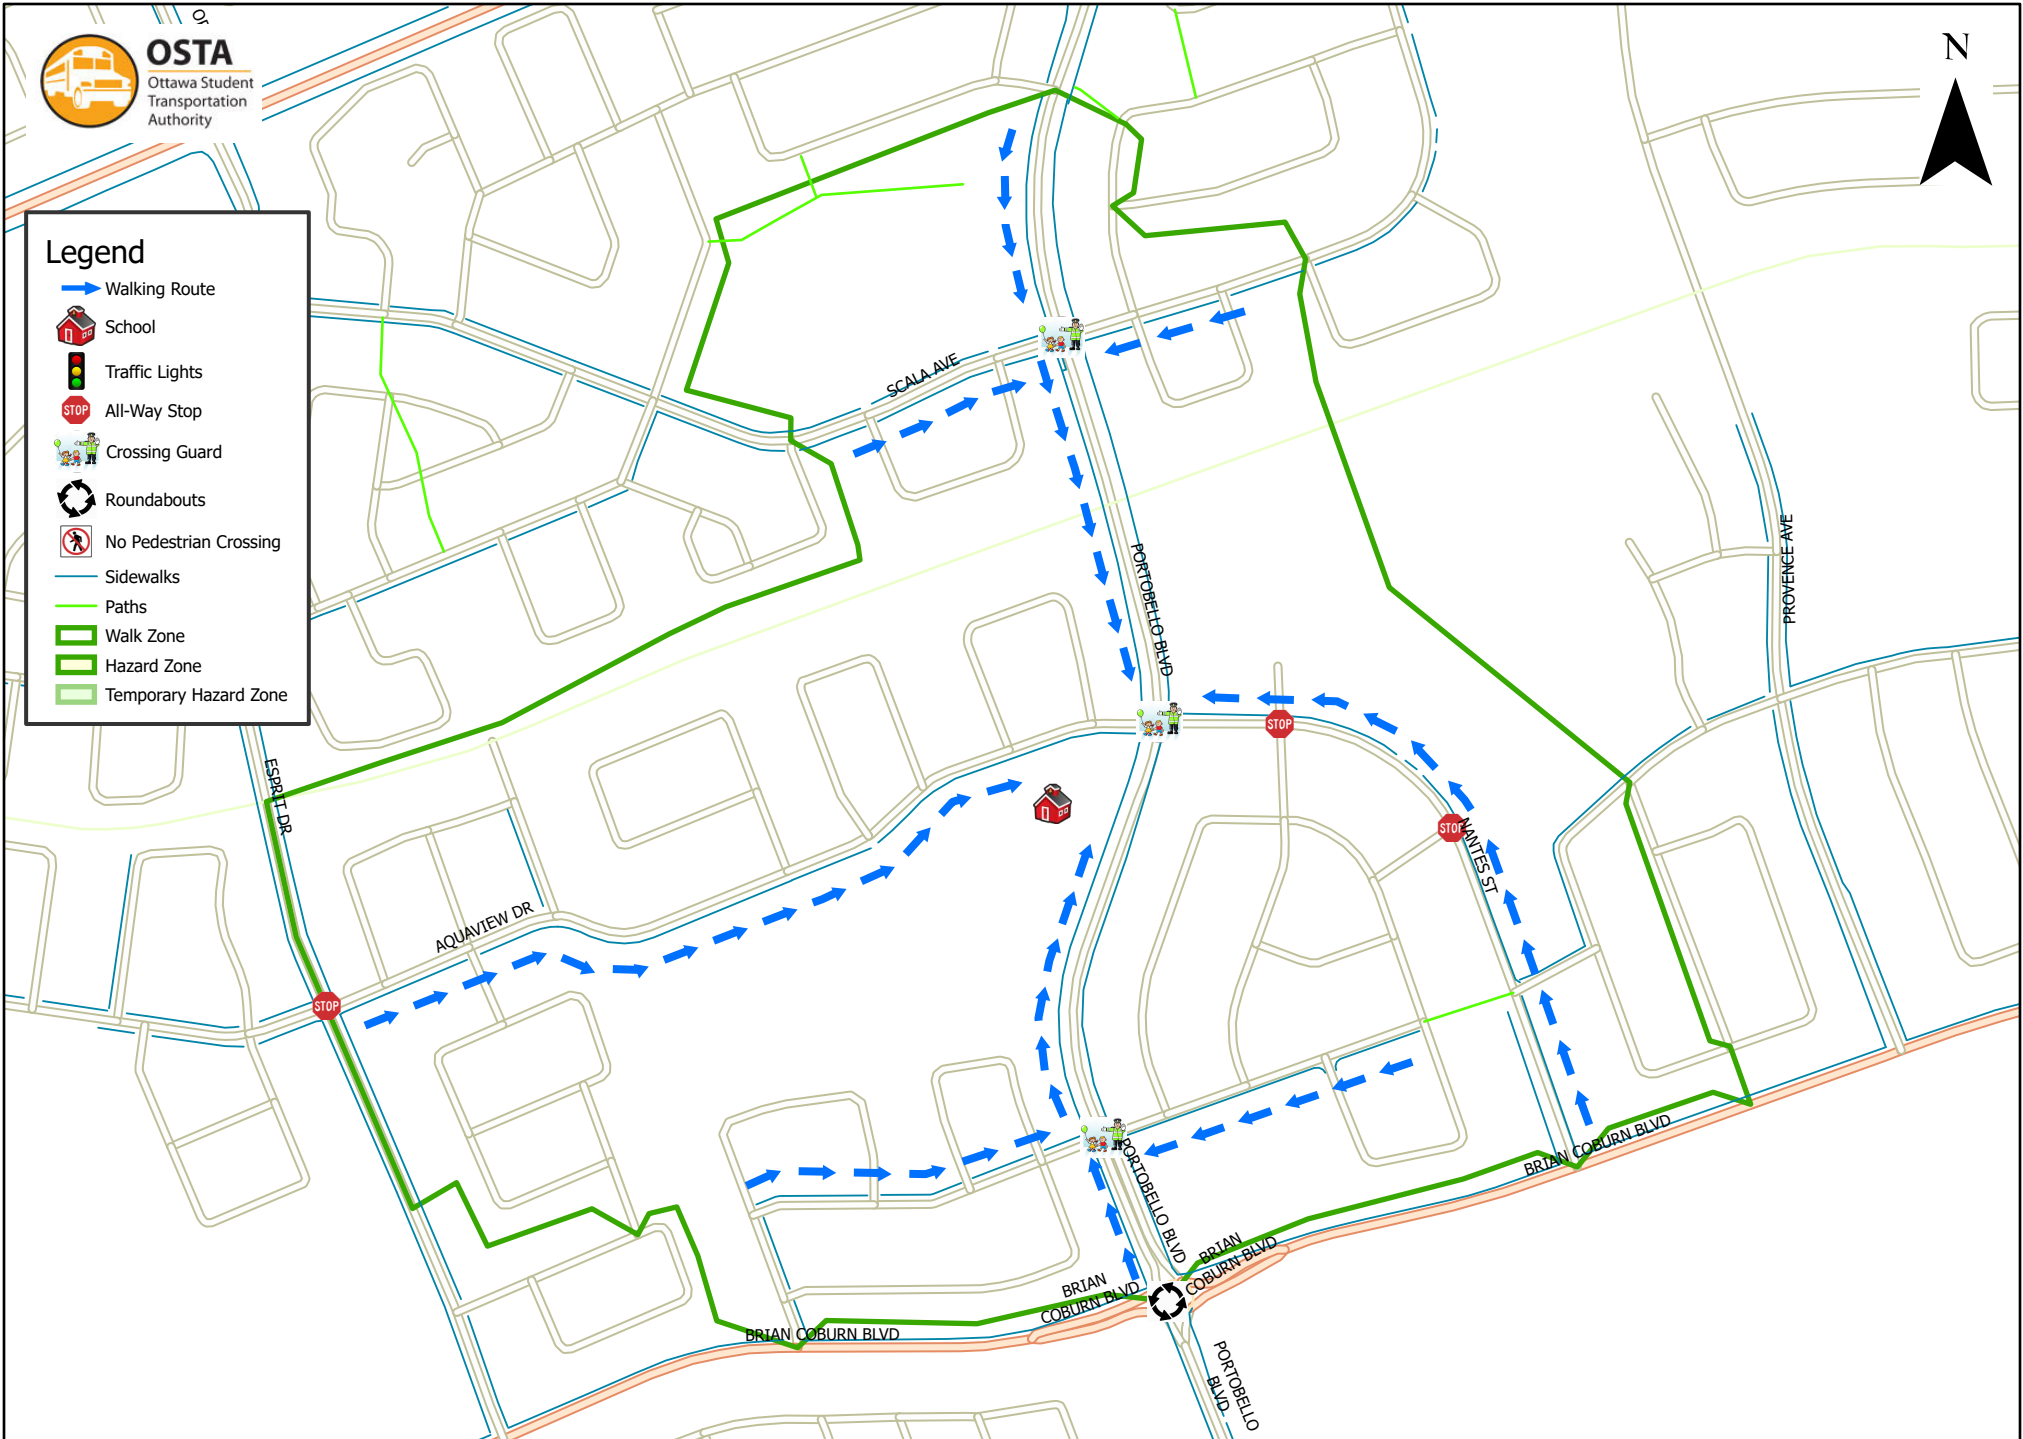 OSTA
Ottawa Student
Transportation
Authority
N
Legend
Walking Route
School
Traffic Lights
STOP
All-Way Stop
Crossing Guard
Roundabouts
No Pedestrian Crossing
Sidewalks
Paths
Walk Zone
Hazard Zone
Temporary Hazard Zone
SCALA AVE
PORTOBELLO BLVD
PROVENCE AVE
ESPRIT DR
STOP
STOP
NANTES ST
AQUAVIEW DR
STOP
PORTOBELLO BLVD
BRIAN COBURN BLVD
BRIAN
COBURN BLVD
BRIAN
COBURN BLVD
BRIAN COBURN BLVD
PORTOBELLO
BLVD